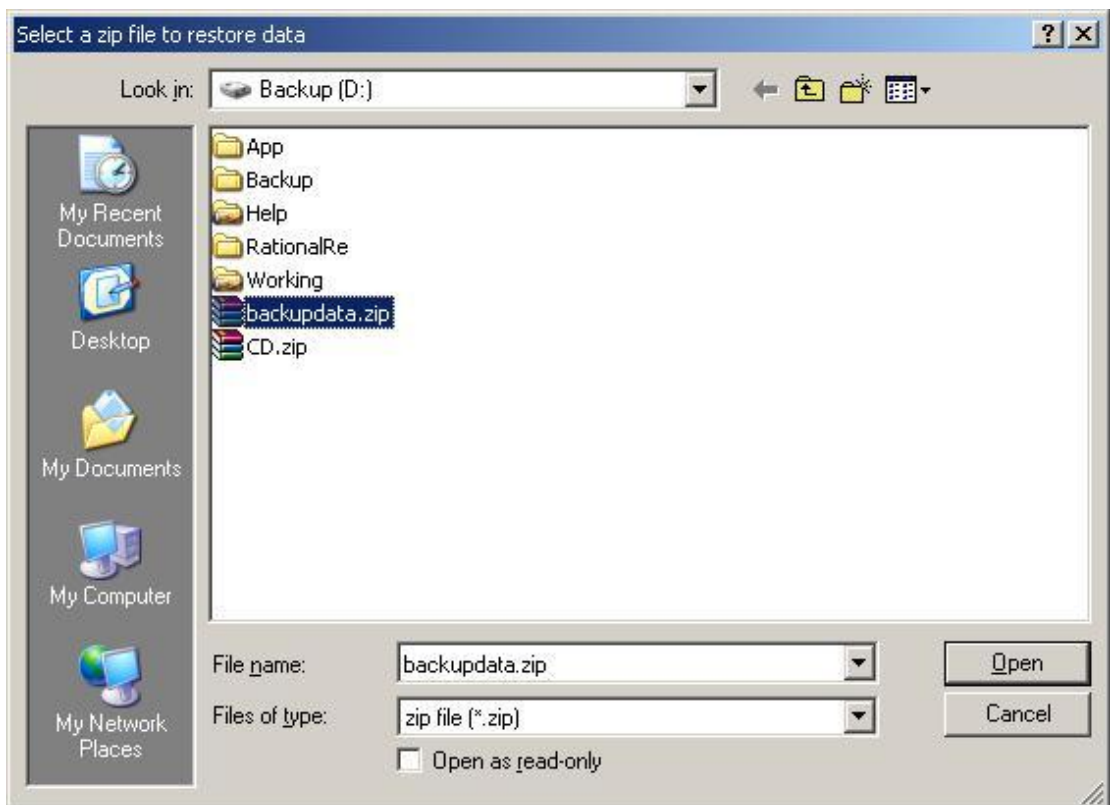 Select a zip file to restore data
Look in:
Backup (D:)
My Recent
Documents
Desktop
My Documents
My Computer
My Network
Places
App
Backup
Help
RationalRe
Working
backupdata.zip
CD.zip
File name:
backupdata.zip
Open
Files of type:
zip file (*.zip)
Cancel
Open as read-only